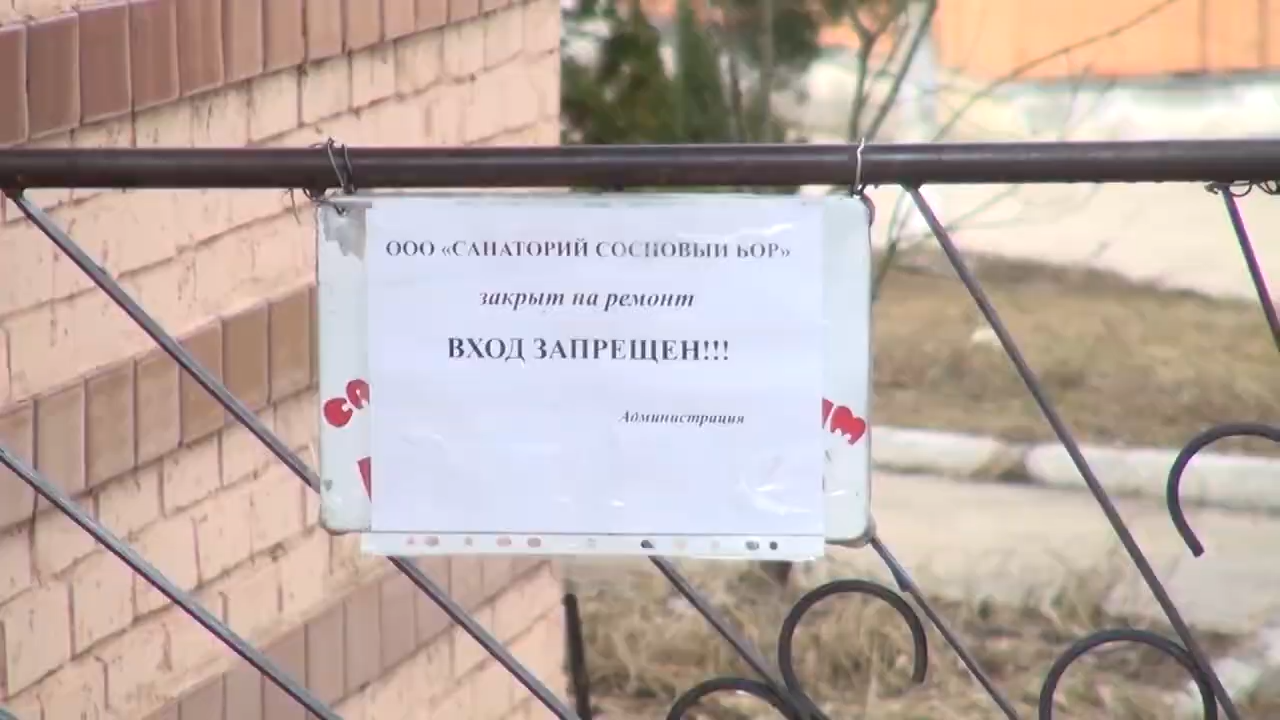 ООО «САНАТОРИЙ СОСНОВЫЙ БОР»
закрыт на ремонт
ВХОД ЗАПРЕЩЕН!!!
Администрация